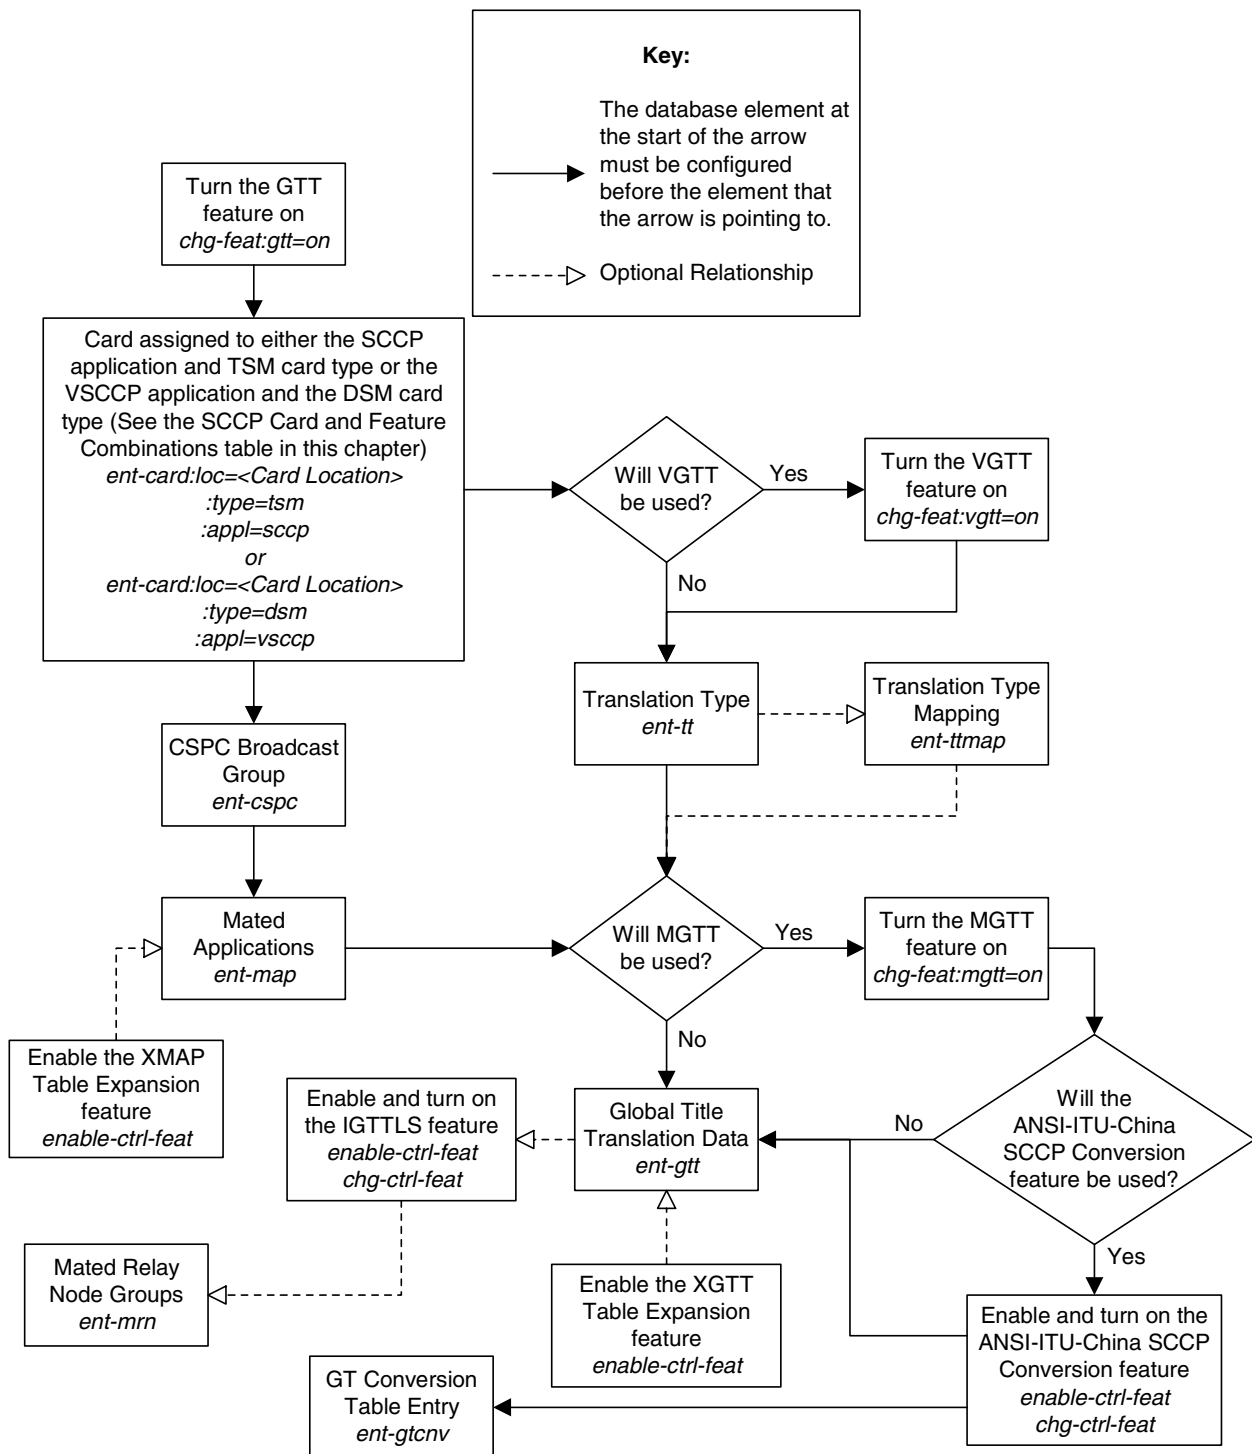 Key:
The database element at
the start of the arrow
must be configured
before the element that
the arrow is pointing to.
Optional Relationship
Turn the GTT
feature on
chg-feat:gtt=on
Card assigned to either the SCCP
application and TSM card type or the
VSCCP application and the DSM card
type (See the SCCP Card and Feature
Combinations table in this chapter)
ent-card:loc=<Card Location>
:type=tsm
:appl=sccp
or
ent-card:loc=<Card Location>
:type=dsm
:appl=vsccp
Will VGTT
be used?
Yes
Turn the VGTT
feature on
chg-feat:vgtt=on
No
Translation Type
ent-tt
Translation Type
Mapping
ent-ttmap
CSPC Broadcast
Group
ent-cspc
Mated
Applications
ent-map
Will MGTT
be used?
Yes
Turn the MGTT
feature on
chg-feat:mgtt=on
No
Enable the XMAP
Table Expansion
feature
enable-ctrl-feat
Enable and turn on
the IGTTLS feature
enable-ctrl-feat
chg-ctrl-feat
Global Title
Translation Data
ent-gtt
No
Will the
ANSI-ITU-China
SCCP Conversion
feature be used?
Yes
Mated Relay
Node Groups
ent-mrn
Enable the XGTT
Table Expansion
feature
enable-ctrl-feat
Enable and turn on the
ANSI-ITU-China SCCP
Conversion feature
enable-ctrl-feat
chg-ctrl-feat
GT Conversion
Table Entry
ent-gtcnv